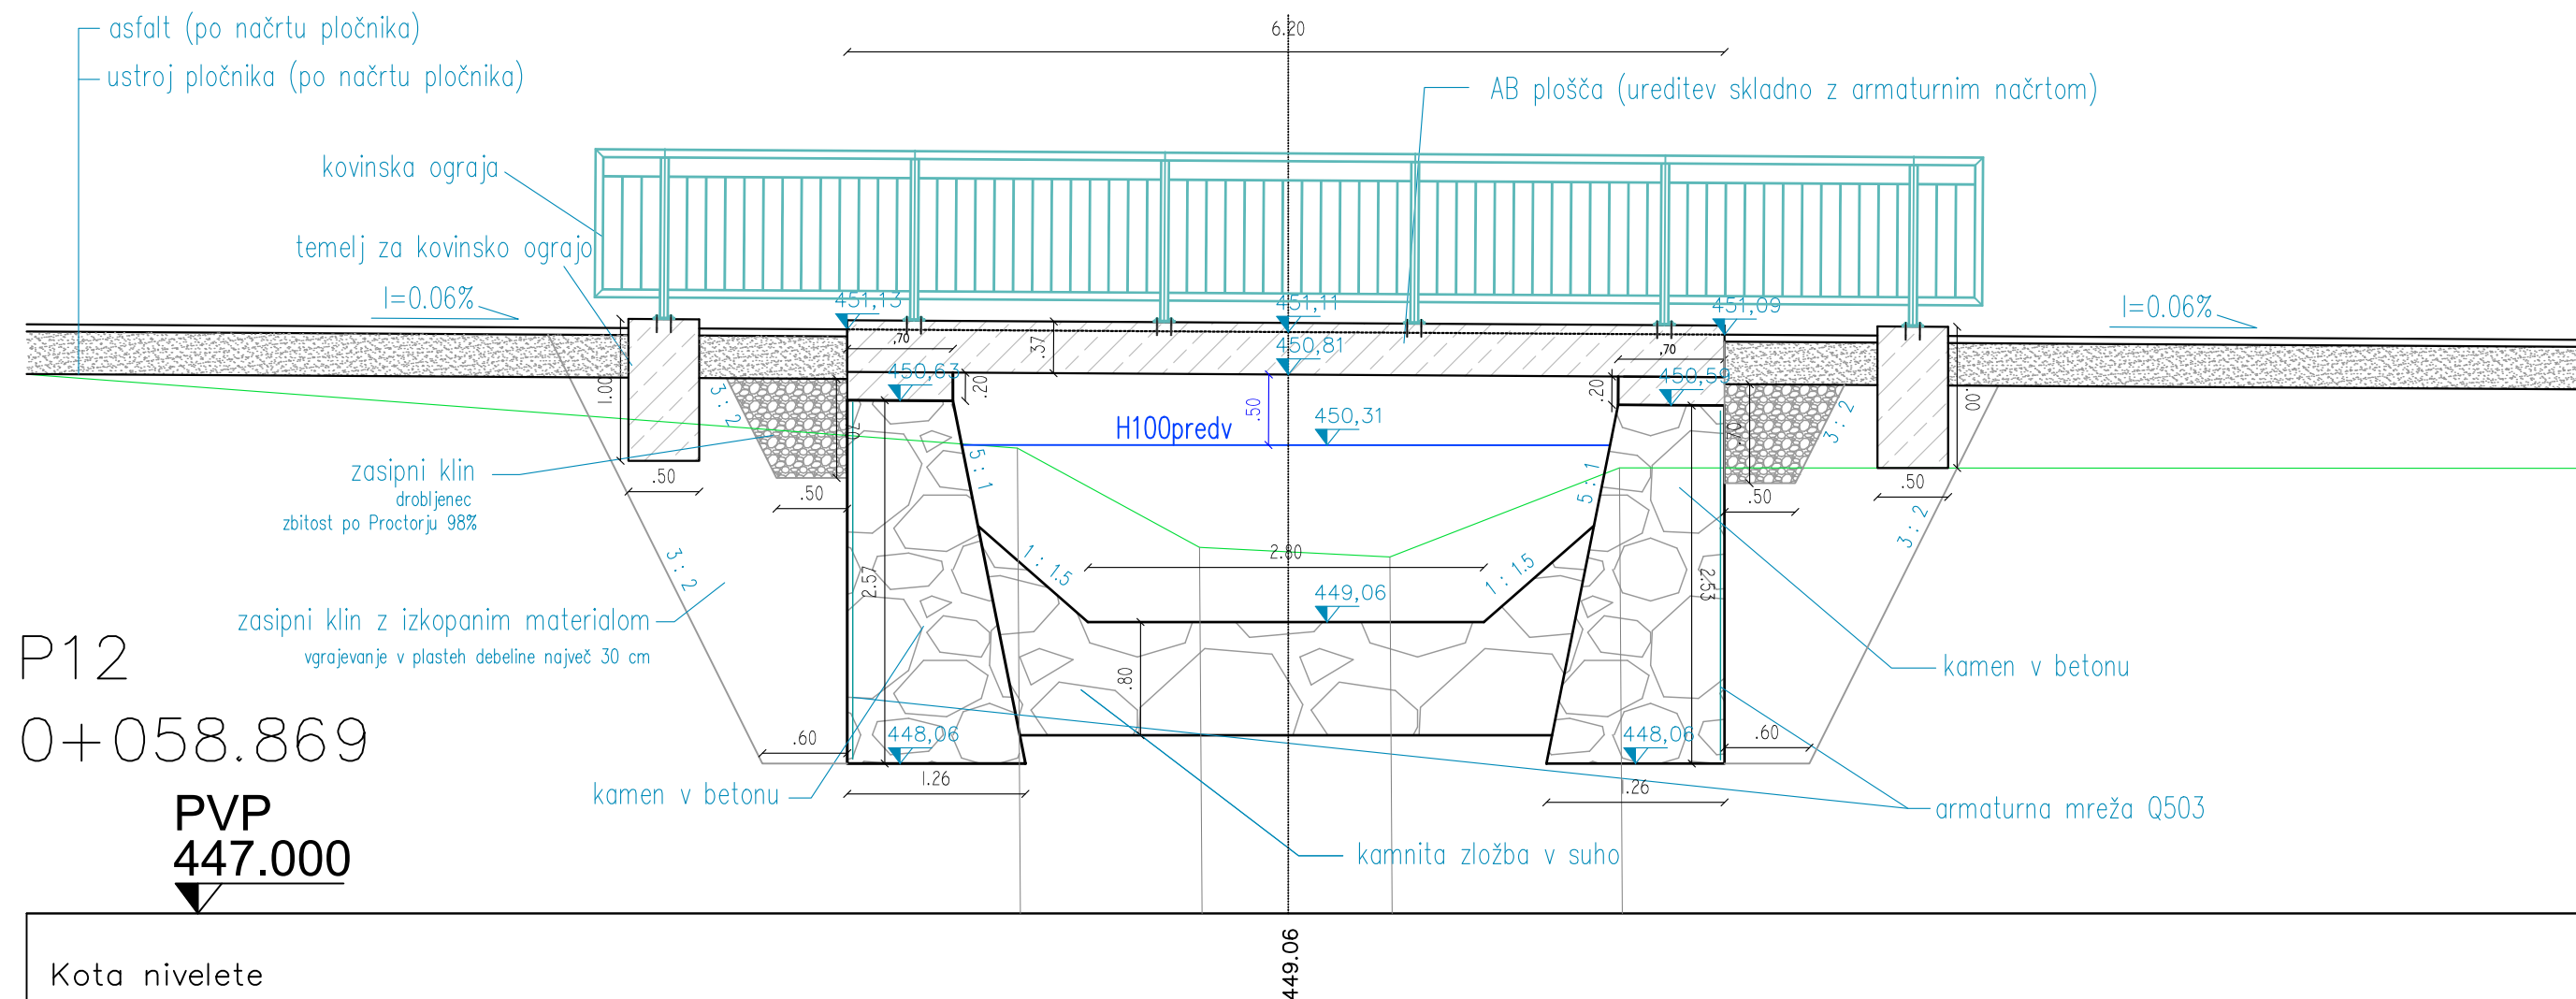 asfalt (po načrtu pločnika)
6.20
ustroj pločnika (po načrtu pločnika)
AB plošča (ureditev skladno z armaturnim načrtom)
kovinska ograja
temelj za kovinsko ograjo
I=0.06%
451,13
451,11
451,09
I=0.06%
.70
.37
450,81
.70
1.00
3:2
450,63
.20
.20
450,59
.50
H100predv
450,31
.70
3:2
.00
zasipni klin
drobljenec
zbitost po Proctorju 98%
.50
.50
5:1
5:1
.50
.50
3:2
3:2
2.57
1:1.5
2.80
1:1.5
2.53
449,06
zasipni klin z izkopanim materialom
vgrajevanje v plasteh debeline največ 30 cm
P12
0+058.869
.80
kamen v betonu
.60
448,06
448,06
.60
1.26
1.26
kamen v betonu
armaturna mreža Q503
PVP
447.000
kamnita zložba v suho
Kota nivelete
449.06